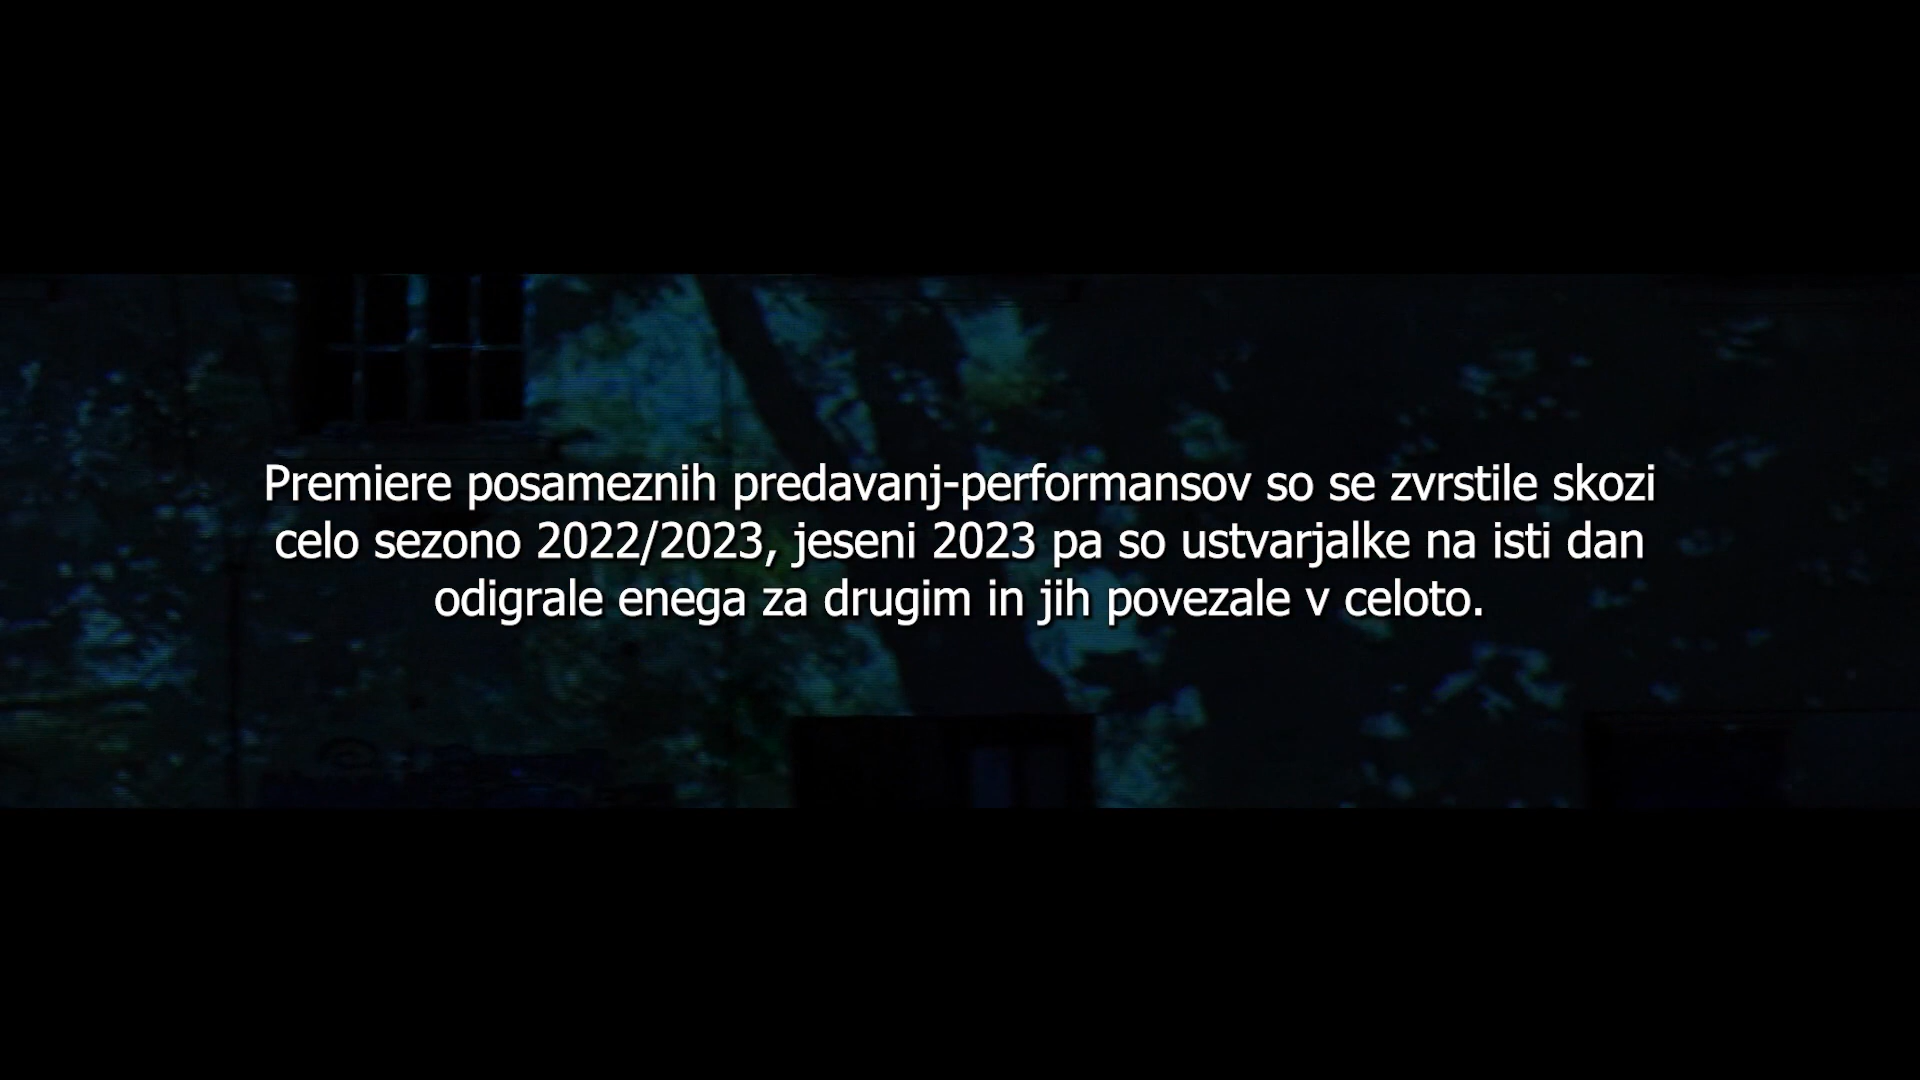 Premiere posameznih predavanj-performansov so se zvrstile skozi
celo sezono 2022/2023, jeseni 2023 pa so ustvarjalke na isti dan
odigrale enega za drugim in jih povezale v celoto.